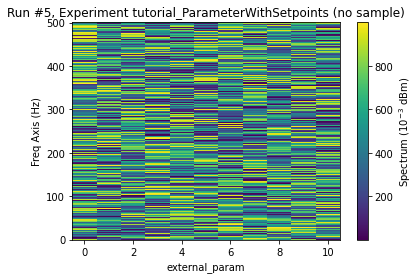 Run #5, Experiment tutorial_ParameterWithSetpoints (no sample)
500
400
300
200
100
0
Freq Axis (Hz)
0 2 4 6 8 10
external_param
800
600
400
200
Spectrum (10⁻³ dBm)